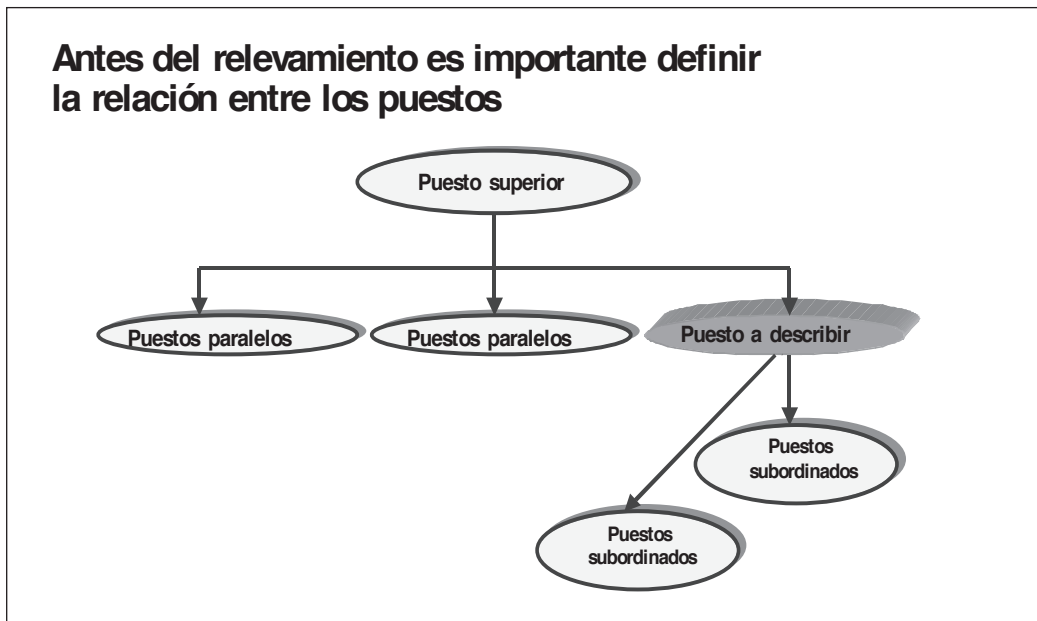 Antes del relevamiento es importante definir
la relación entre los puestos
Puesto superior
Puestos paralelos
Puestos paralelos
Puesto a describir
Puestos
subordinados
Puestos
subordinados